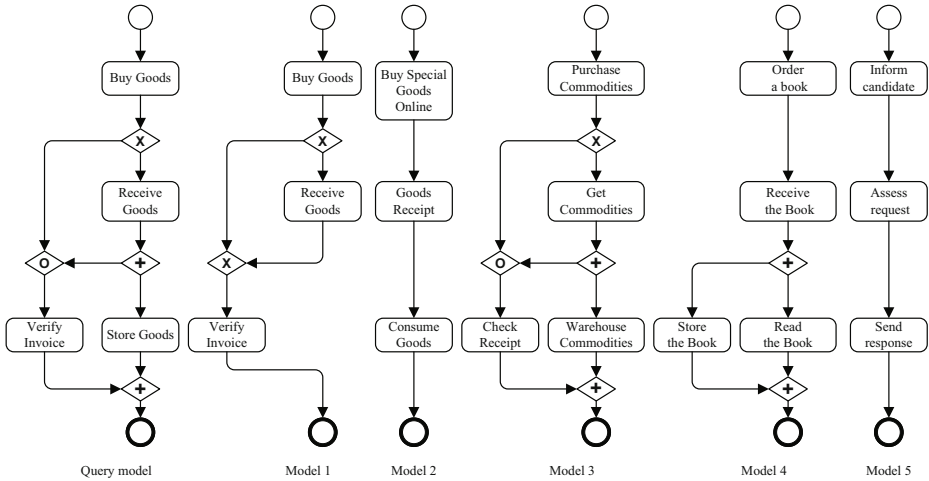 Buy Goods
Buy Goods
Buy Special
Goods
Online
Purchase
Commodities
Order
a book
Inform
candidate
X
X
X
Receive
Goods
Receive
Goods
Goods
Receipt
Get
Commodities
Receive
the Book
Assess
request
O
+
X
O
+
+
Verify
Invoice
Store Goods
Verify
Invoice
Consume
Goods
Check
Receipt
Warehouse
Commodities
Store
the Book
Read
the Book
Send
response
+
+
+
Query model
Model 1
Model 2
Model 3
Model 4
Model 5